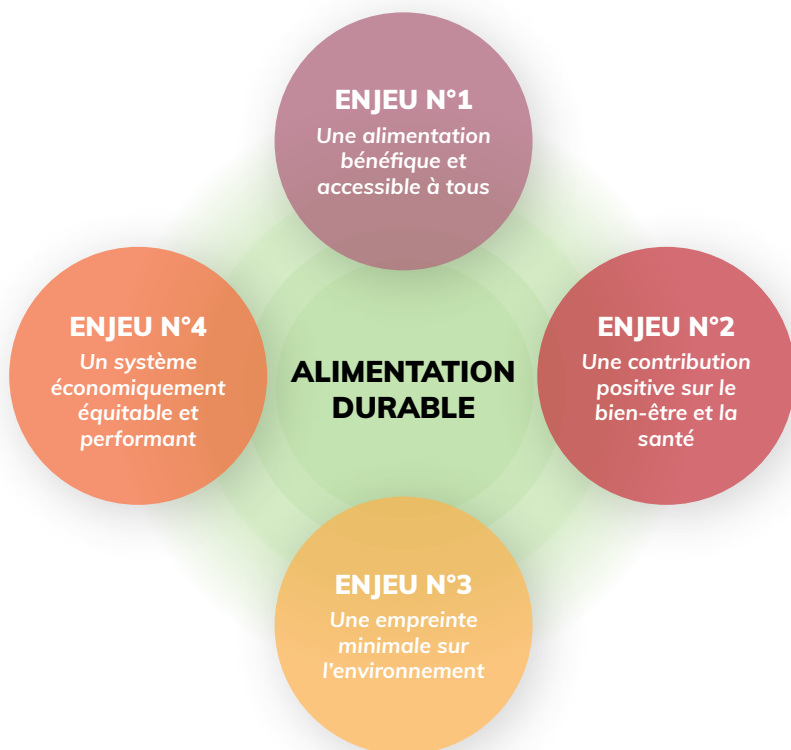 ENJEU N°1
Une alimentation
bénéfique et
accessible à tous
ENJEU N°4
Un système
économiquement
équitable et
performant
ALIMENTATION
DURABLE
ENJEU N°2
Une contribution
positive sur le
bien-être et la
santé
ENJEU N°3
Une empreinte
minimale sur
l'environnement